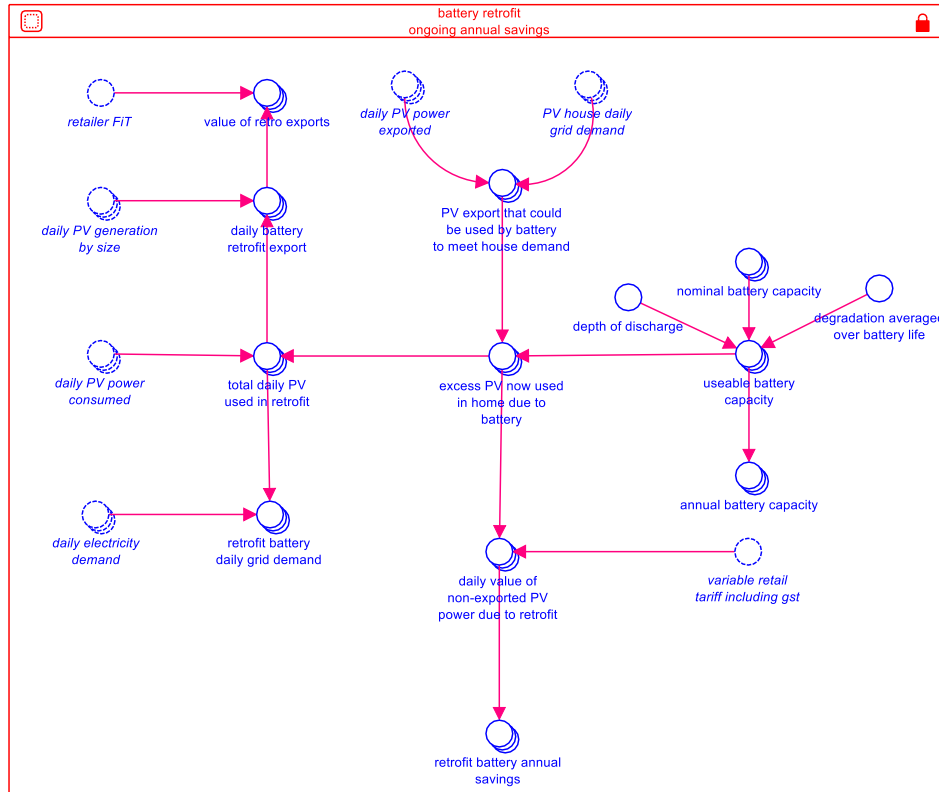 battery retrofit
ongoing annual savings
retailer FiT
value of retro exports
daily PV power
exported
PV house daily
grid demand
daily PV generation
by size
daily battery
retrofit export
PV export that could
be used by battery
to meet house demand
nominal battery capacity
depth of discharge
degradation averaged
over battery life
daily PV power
consumed
total daily PV
used in retrofit
excess PV now used
in home due to
battery
useable battery
capacity
annual battery capacity
daily electricity
demand
retrofit battery
daily grid demand
daily value of
non-exported PV
power due to retrofit
variable retail
tariff including gst
retrofit battery annual
savings